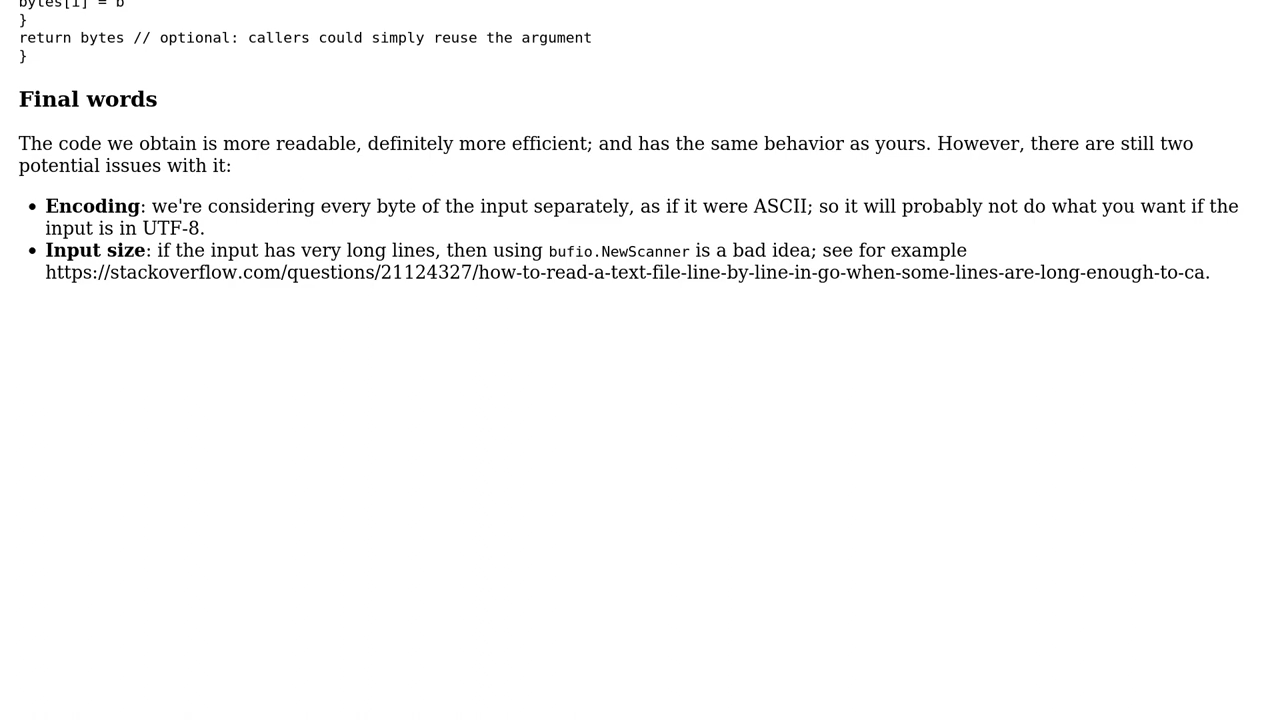 bytes[i] = b
}
return bytes // optional: callers could simply reuse the argument
}
Final words
The code we obtain is more readable, definitely more efficient; and has the same behavior as yours. However, there are still two
potential issues with it:
• Encoding: we're considering every byte of the input separately, as if it were ASCII; so it will probably not do what you want if the
input is in UTF-8.
• Input size: if the input has very long lines, then using bufio.NewScanner is a bad idea; see for example
https://stackoverflow.com/questions/21124327/how-to-read-a-text-file-line-by-line-in-go-when-some-lines-are-long-enough-to-ca.